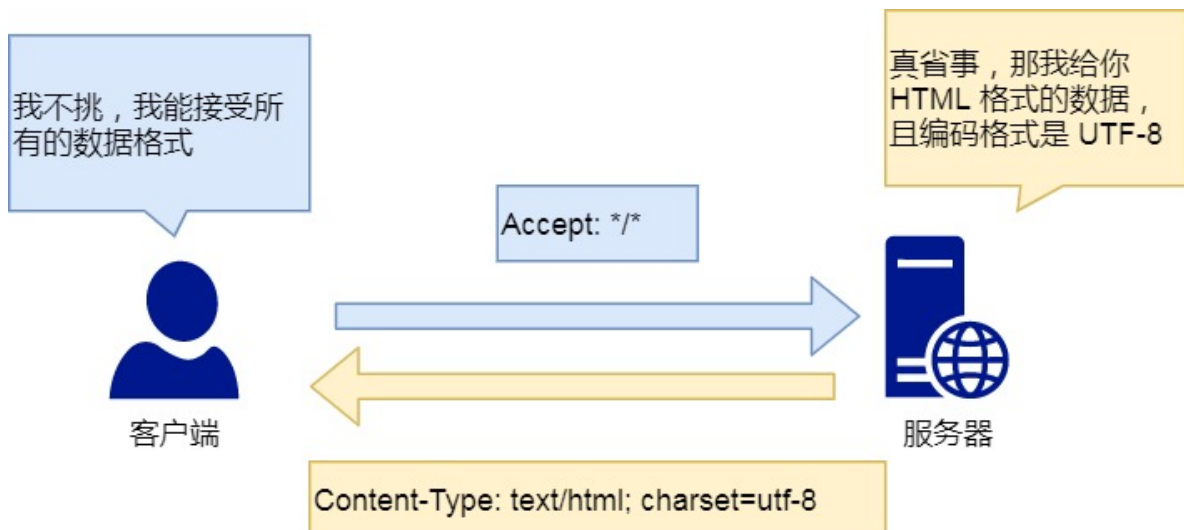 我不挑，我能接受所
有的数据格式
真省事，那我给你
HTML 格式的数据，
且编码格式是 UTF-8
Accept: */*
客户端
服务器
Content-Type: text/html; charset=utf-8